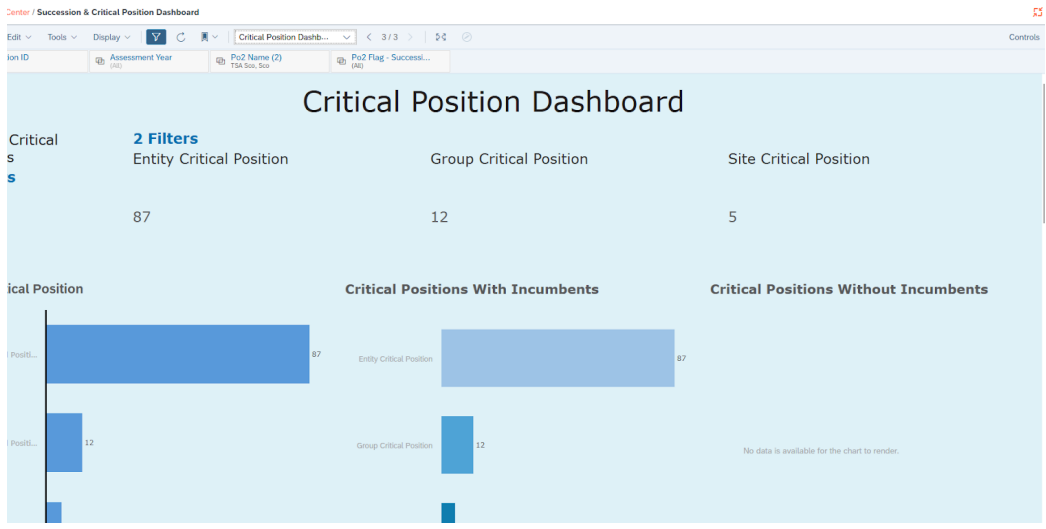 Center / Succession & Critical Position Dashboard
Edit Tools Display Critical Position Dashb... 3 / 3 Controls
ion ID Assessment Year Po2 Name (2) Po2 Flag - Successi...
(All) TSA Sco, Sco (All)
Critical Position Dashboard
Critical
s
s
2 Filters
Entity Critical Position Group Critical Position Site Critical Position
87 12 5
ical Position Critical Positions With Incumbents Critical Positions Without Incumbents
l Positi... 87 Entity Critical Position 87
l Positi... 12 Group Critical Position 12
No data is available for the chart to render.